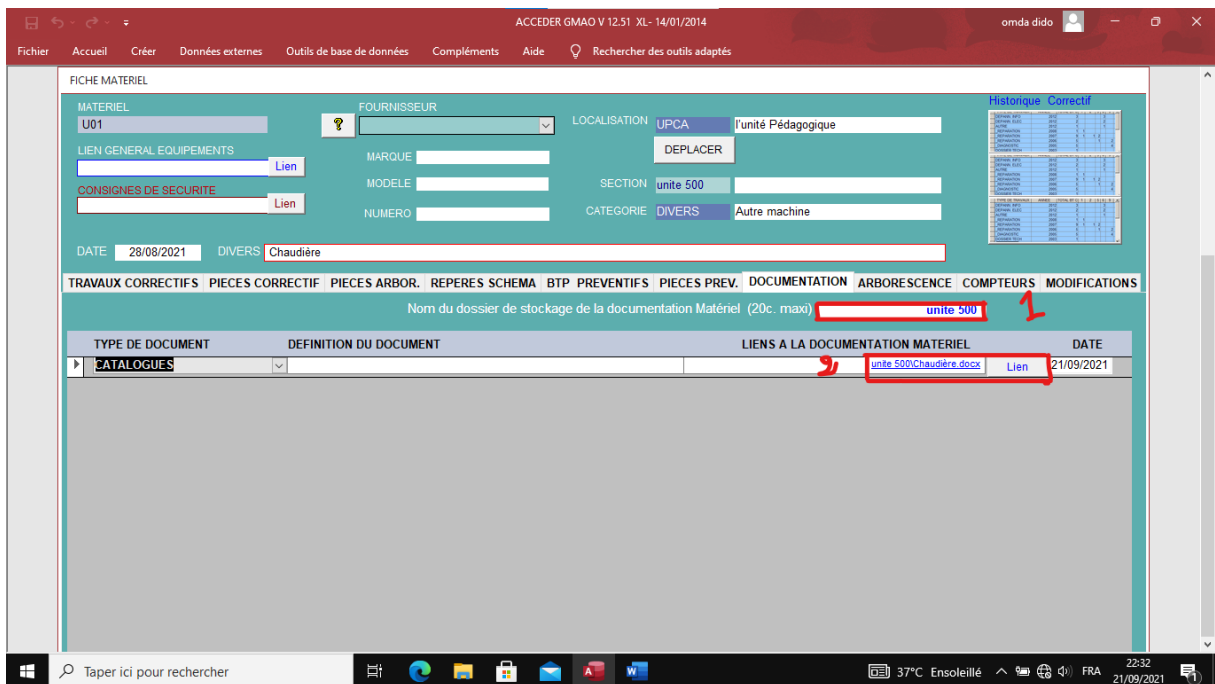 ACCEDER GMAO V 12.51 XL- 14/01/2014 omda dido
Fichier Accueil Créer Données externes Outils de base de données Compléments Aide Rechercher des outils adaptés
FICHE MATERIEL
Historique Correctif
MATERIEL FOURNISSEUR
U01 ? LOCALISATION UPCA l'unité Pédagogique
LIEN GENERAL EQUIPEMENTS DEPLACER
Lien MARQUE
CONSIGNES DE SECURITE MODELE SECTION unite 500
Lien
NUMERO CATEGORIE DIVERS Autre machine
DATE 28/08/2021 DIVERS Chaudière
TRAVAUX CORRECTIFS PIECES CORRECTIF PIECES ARBOR. REPERES SCHEMA BTP PREVENTIFS PIECES PREV. DOCUMENTATION ARBORESCENCE COMPTEURS MODIFICATIONS
Nom du dossier de stockage de la documentation Matériel (20c. maxi) unite 500 1
TYPE DE DOCUMENT DEFINITION DU DOCUMENT LIENS A LA DOCUMENTATION MATERIEL DATE
CATALOGUES 2 unite 500\Chaudière.docx Lien 21/09/2021
Taper ici pour rechercher 37°C Ensoleillé FRA 22:32
21/09/2021